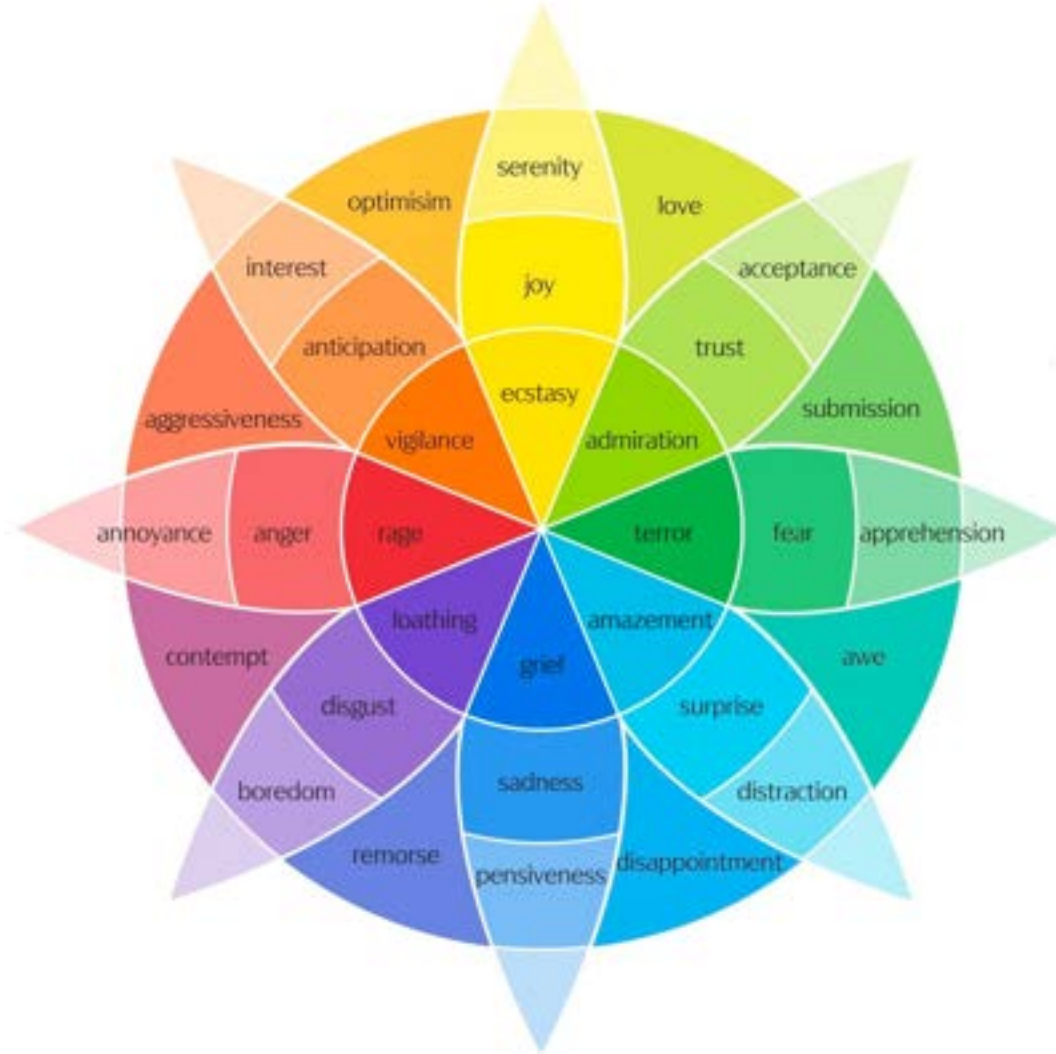 serenity
optimisim
love
interest
acceptance
joy
anticipation
trust
ecstasy
aggressiveness
submission
vigilance
admiration
annoyance
anger
rage
terror
fear
apprehension
loathing
amazement
contempt
grief
awe
disgust
surprise
boredom
sadness
distraction
remorse
pensiveness
disappointment